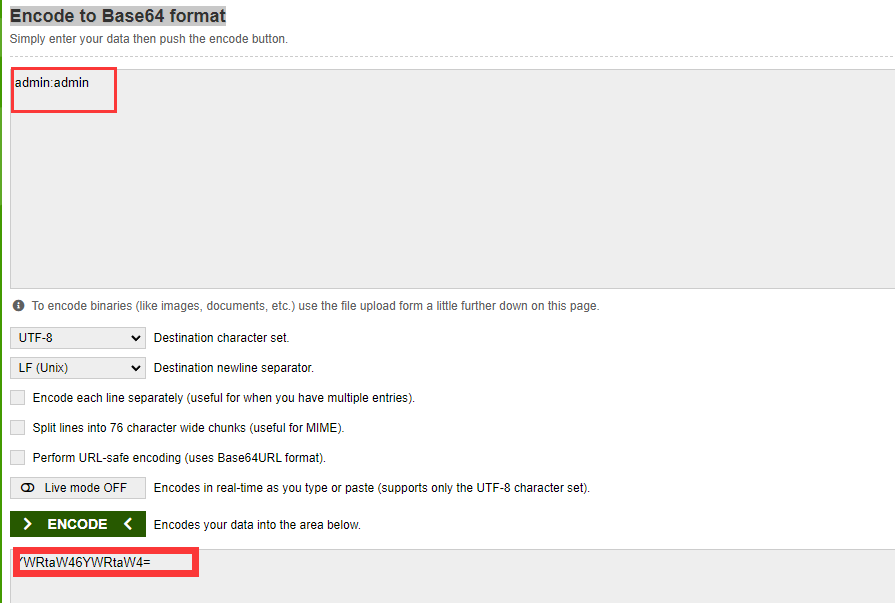 Encode to Base64 format
Simply enter your data then push the encode button.
admin:admin
To encode binaries (like images, documents, etc.) use the file upload form a little further down on this page.
UTF-8 Destination character set.
LF (Unix) Destination newline separator.
Encode each line separately (useful for when you have multiple entries).
Split lines into 76 character wide chunks (useful for MIME).
Perform URL-safe encoding (uses Base64URL format).
Live mode OFF Encodes in real-time as you type or paste (supports only the UTF-8 character set).
> ENCODE < Encodes your data into the area below.
YWRtaW46YWRtaW4=